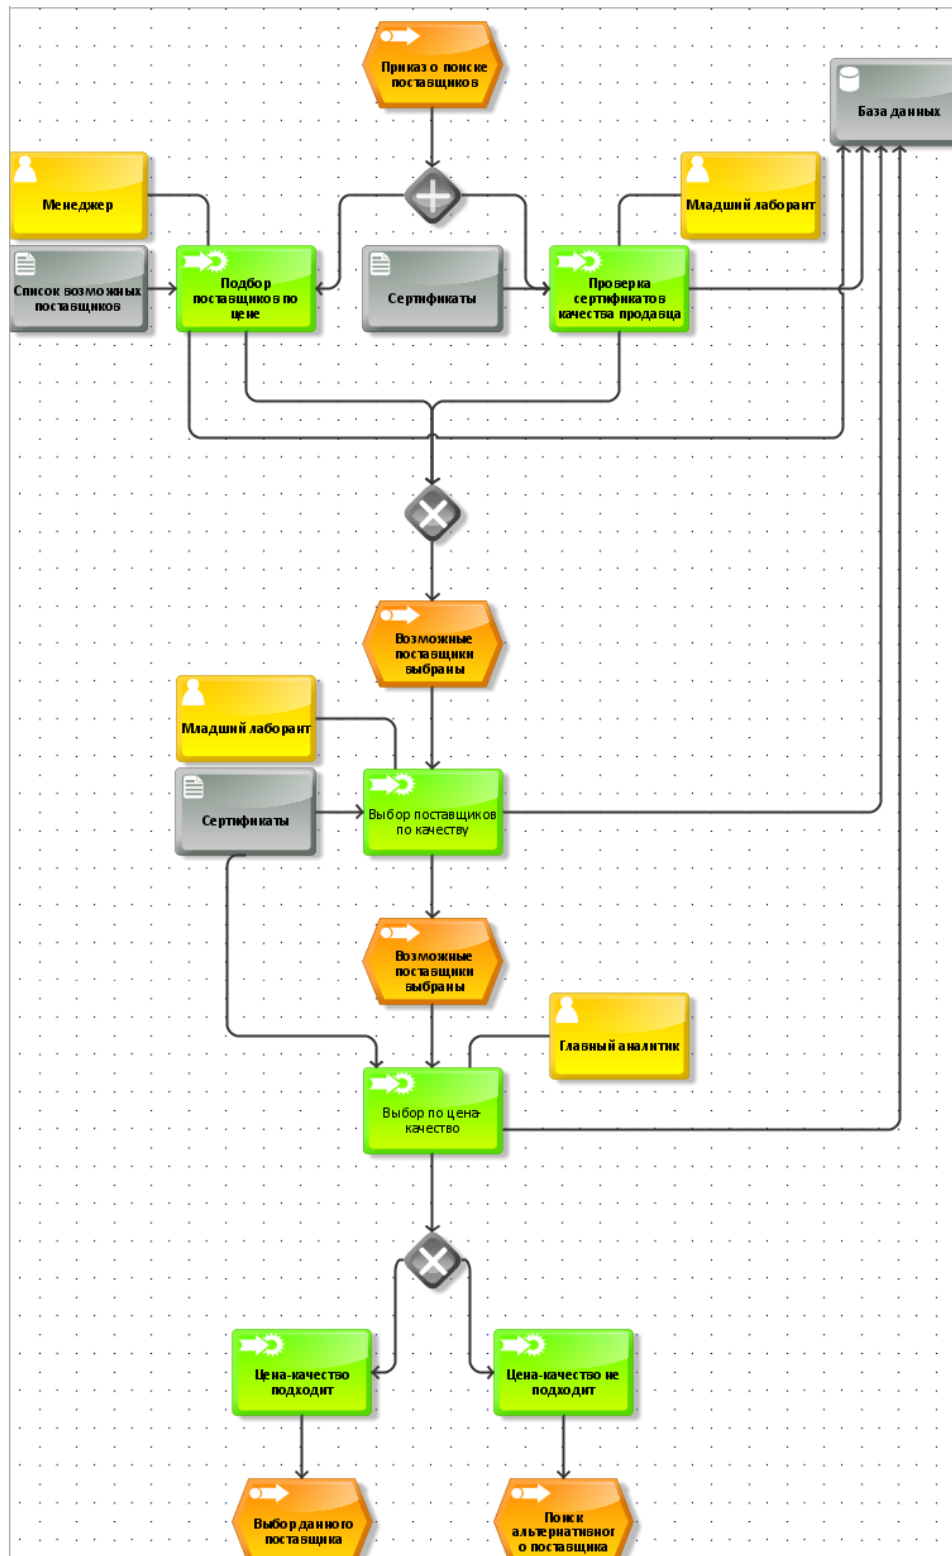 Приказ о поиске
поставщиков
База данных
Менеджер
Младший лаборант
Список возможных
поставщиков
Подбор
поставщиков по
цене
Сертификаты
Проверка
сертификатов
качества продавца
Возможные
поставщики
выбраны
Младший лаборант
Сертификаты
Выбор поставщиков
по качеству
Возможные
поставщики
выбраны
Главный аналитик
Выбор по цена-
качество
Цена-качество
подходит
Цена-качество не
подходит
Выбор данного
поставщика
Поиск
альтернативног
о поставщика